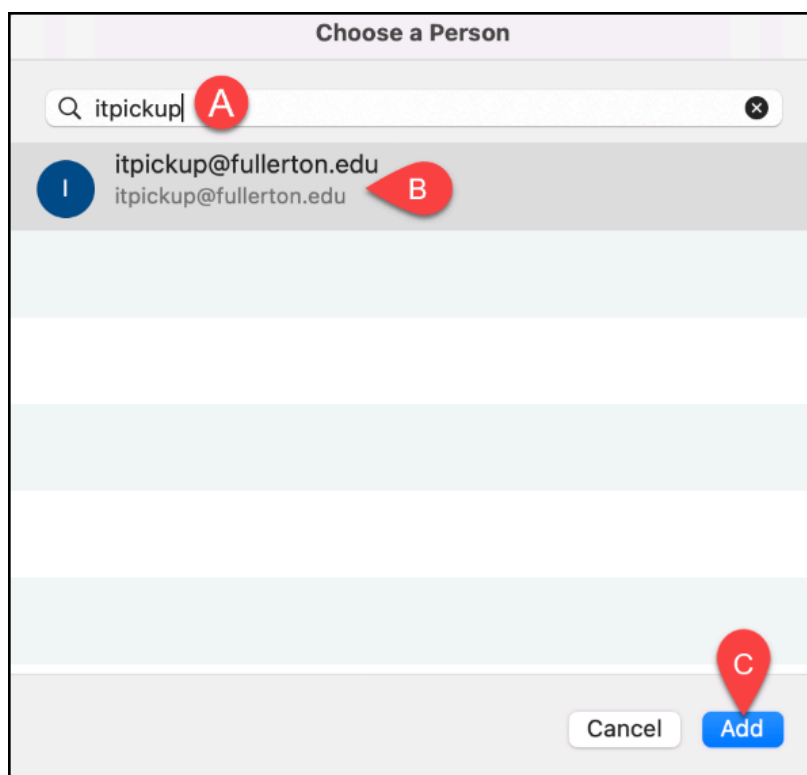 Choose a Person
itpickup A
itpickup@fullerton.edu
I itpickup@fullerton.edu B
C
Cancel Add